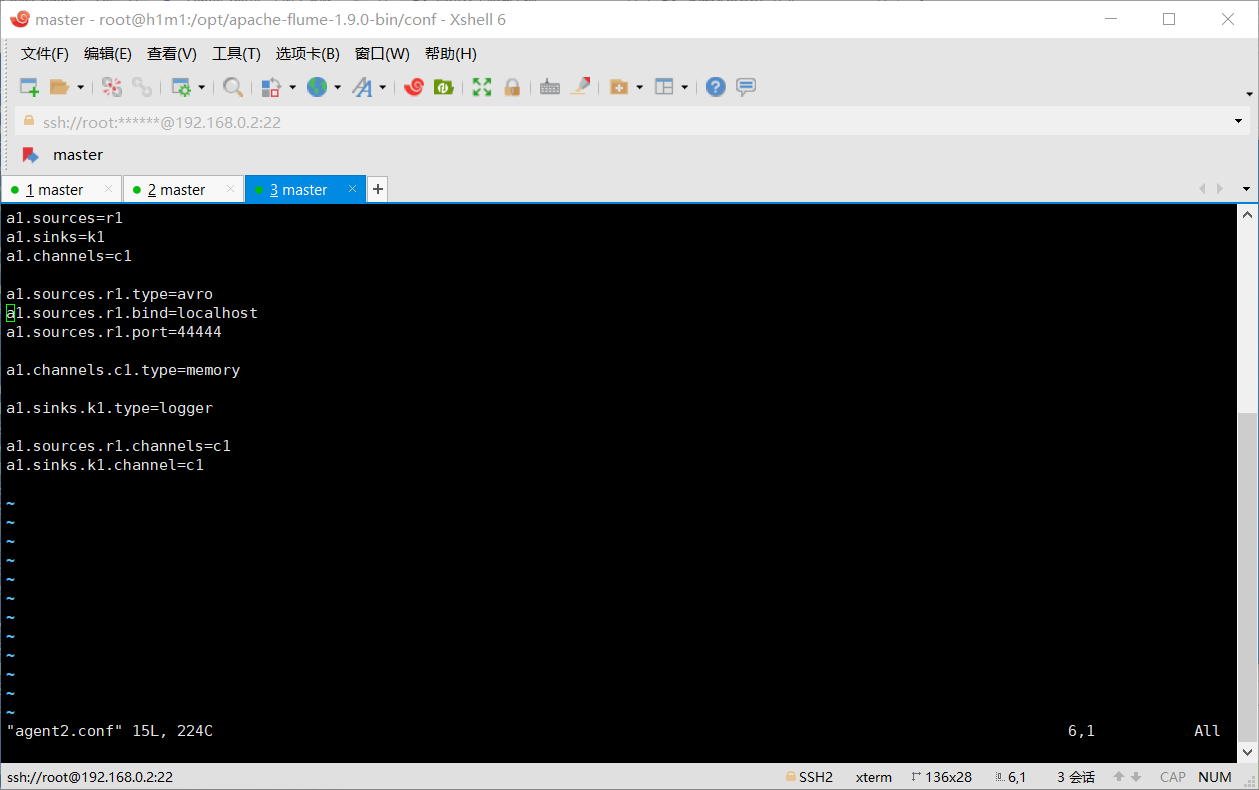 master - root@h1m1:/opt/apache-flume-1.9.0-bin/conf - Xshell 6
文件(F) 编辑(E) 查看(V) 工具(T) 选项卡(B) 窗口(W) 帮助(H)
ssh://root:******@192.168.0.2:22
master
1 master × 2 master × 3 master × +
a1.sources=r1
a1.sinks=k1
a1.channels=c1
a1.sources.r1.type=avro
a1.sources.r1.bind=localhost
a1.sources.r1.port=44444
a1.channels.c1.type=memory
a1.sinks.k1.type=logger
a1.sources.r1.channels=c1
a1.sinks.k1.channel=c1
~
~
~
~
~
~
~
~
~
~
~
~
"agent2.conf" 15L, 224C 6,1 All
ssh://root@192.168.0.2:22 SSH2 xterm 136x28 6,1 3 会话 CAP NUM